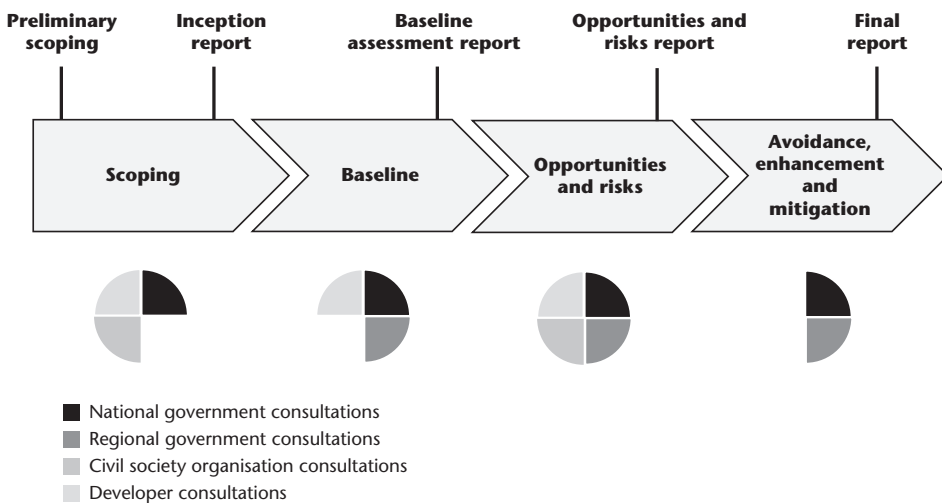 Preliminary
scoping
Inception
report
Baseline
assessment report
Opportunities and
risks report
Final
report
Scoping
Baseline
Opportunities
and risks
Avoidance,
enhancement
and
mitigation
National government consultations
Regional government consultations
Civil society organisation consultations
Developer consultations